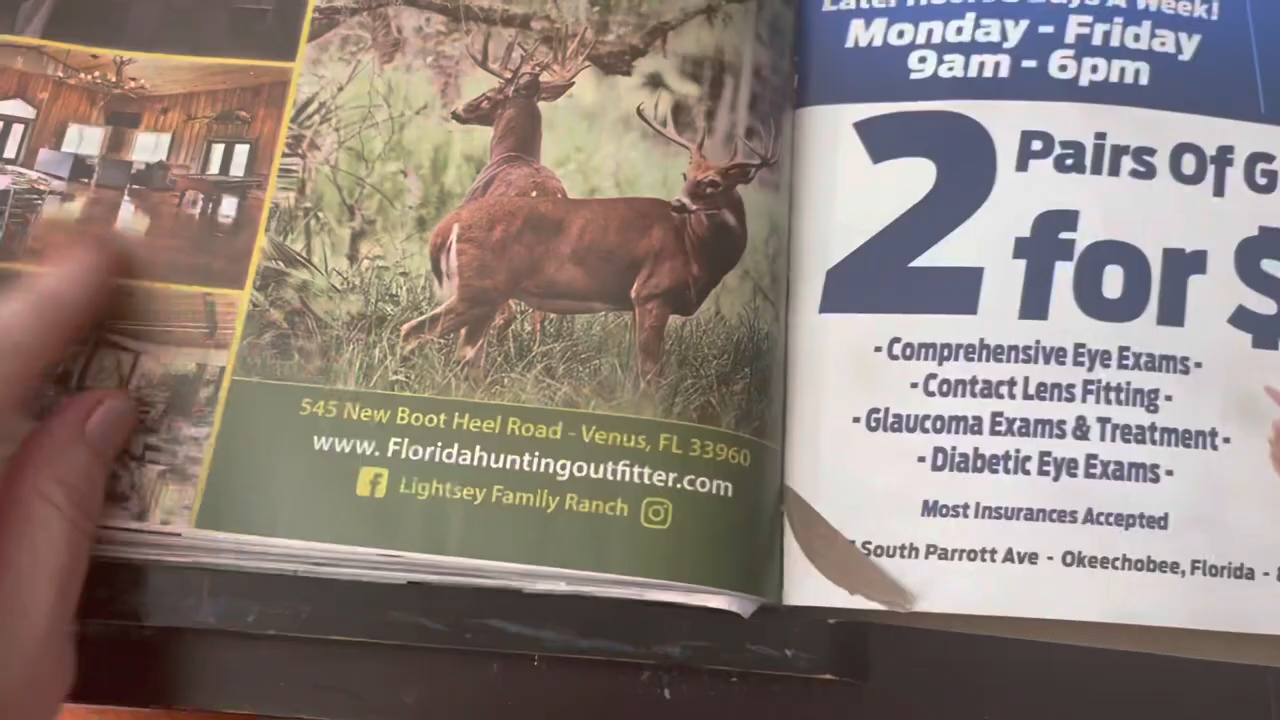 545 New Boot Heel Road - Venus, FL 33960
www. Floridahuntingoutfitter.com
Lightsey Family Ranch
Week!
Monday - Friday
9am - 6pm
2 Pairs Of G
for $
- Comprehensive Eye Exams -
- Contact Lens Fitting -
- Glaucoma Exams & Treatment -
- Diabetic Eye Exams -
Most Insurances Accepted
South Parrott Ave - Okeechobee, Florida -